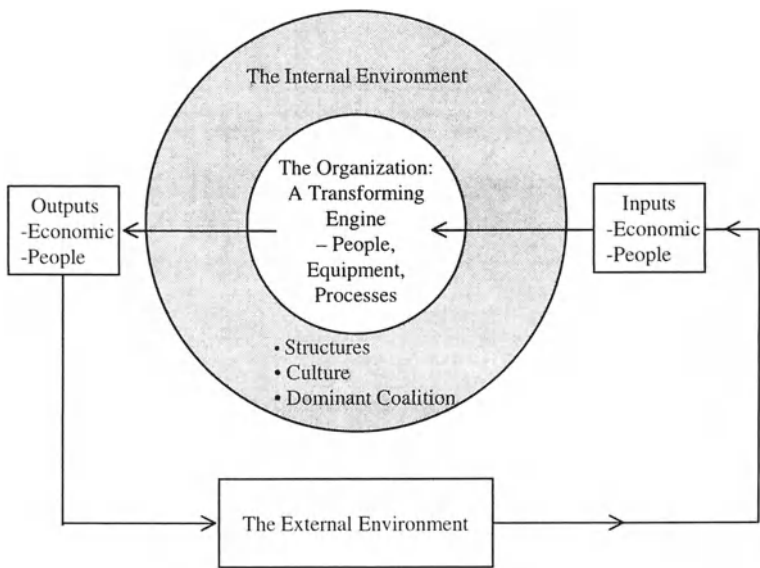 The Internal Environment
The Organization:
A Transforming
Engine
– People,
Equipment,
Processes
Outputs
-Economic
-People
Inputs
-Economic
-People
• Structures
• Culture
• Dominant Coalition
The External Environment